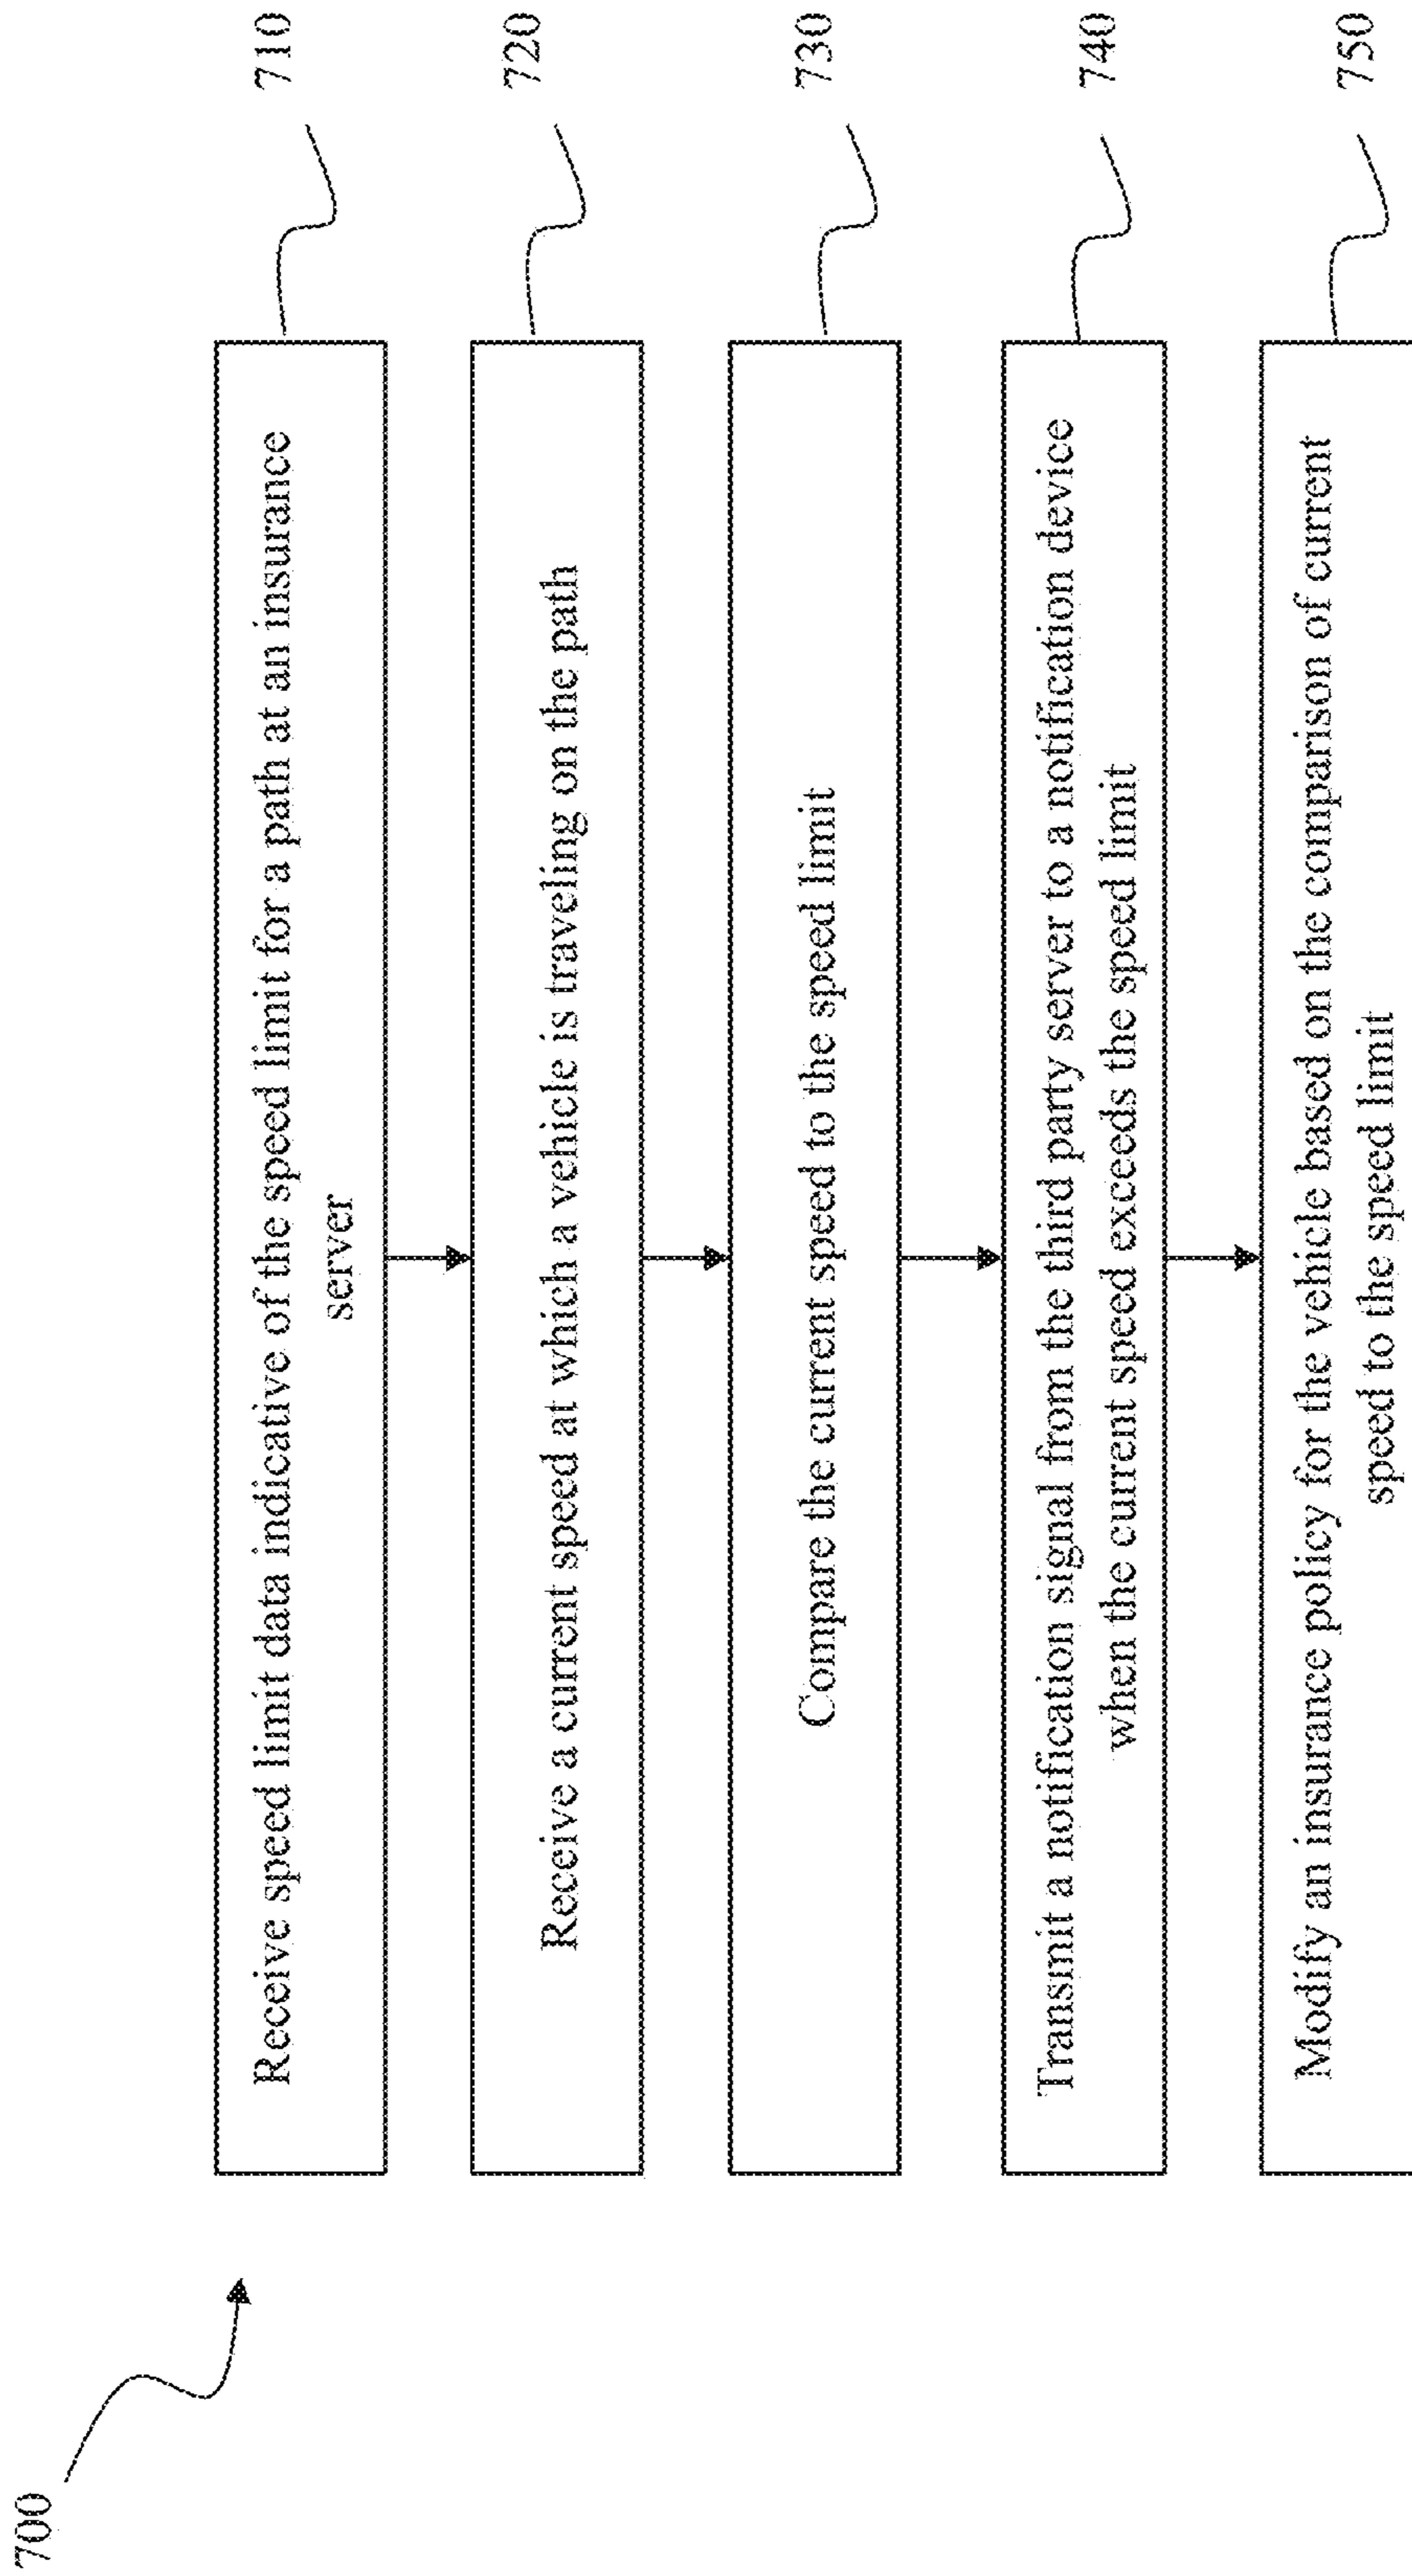 700
Receive speed limit data indicative of the speed limit for a path at an insurance
server
710
Receive a current speed at which a vehicle is traveling on the path
720
Compare the current speed to the speed limit
730
Transmit a notification signal from the third party server to a notification device
when the current speed exceeds the speed limit
740
Modify an insurance policy for the vehicle based on the comparison of current
speed to the speed limit
750